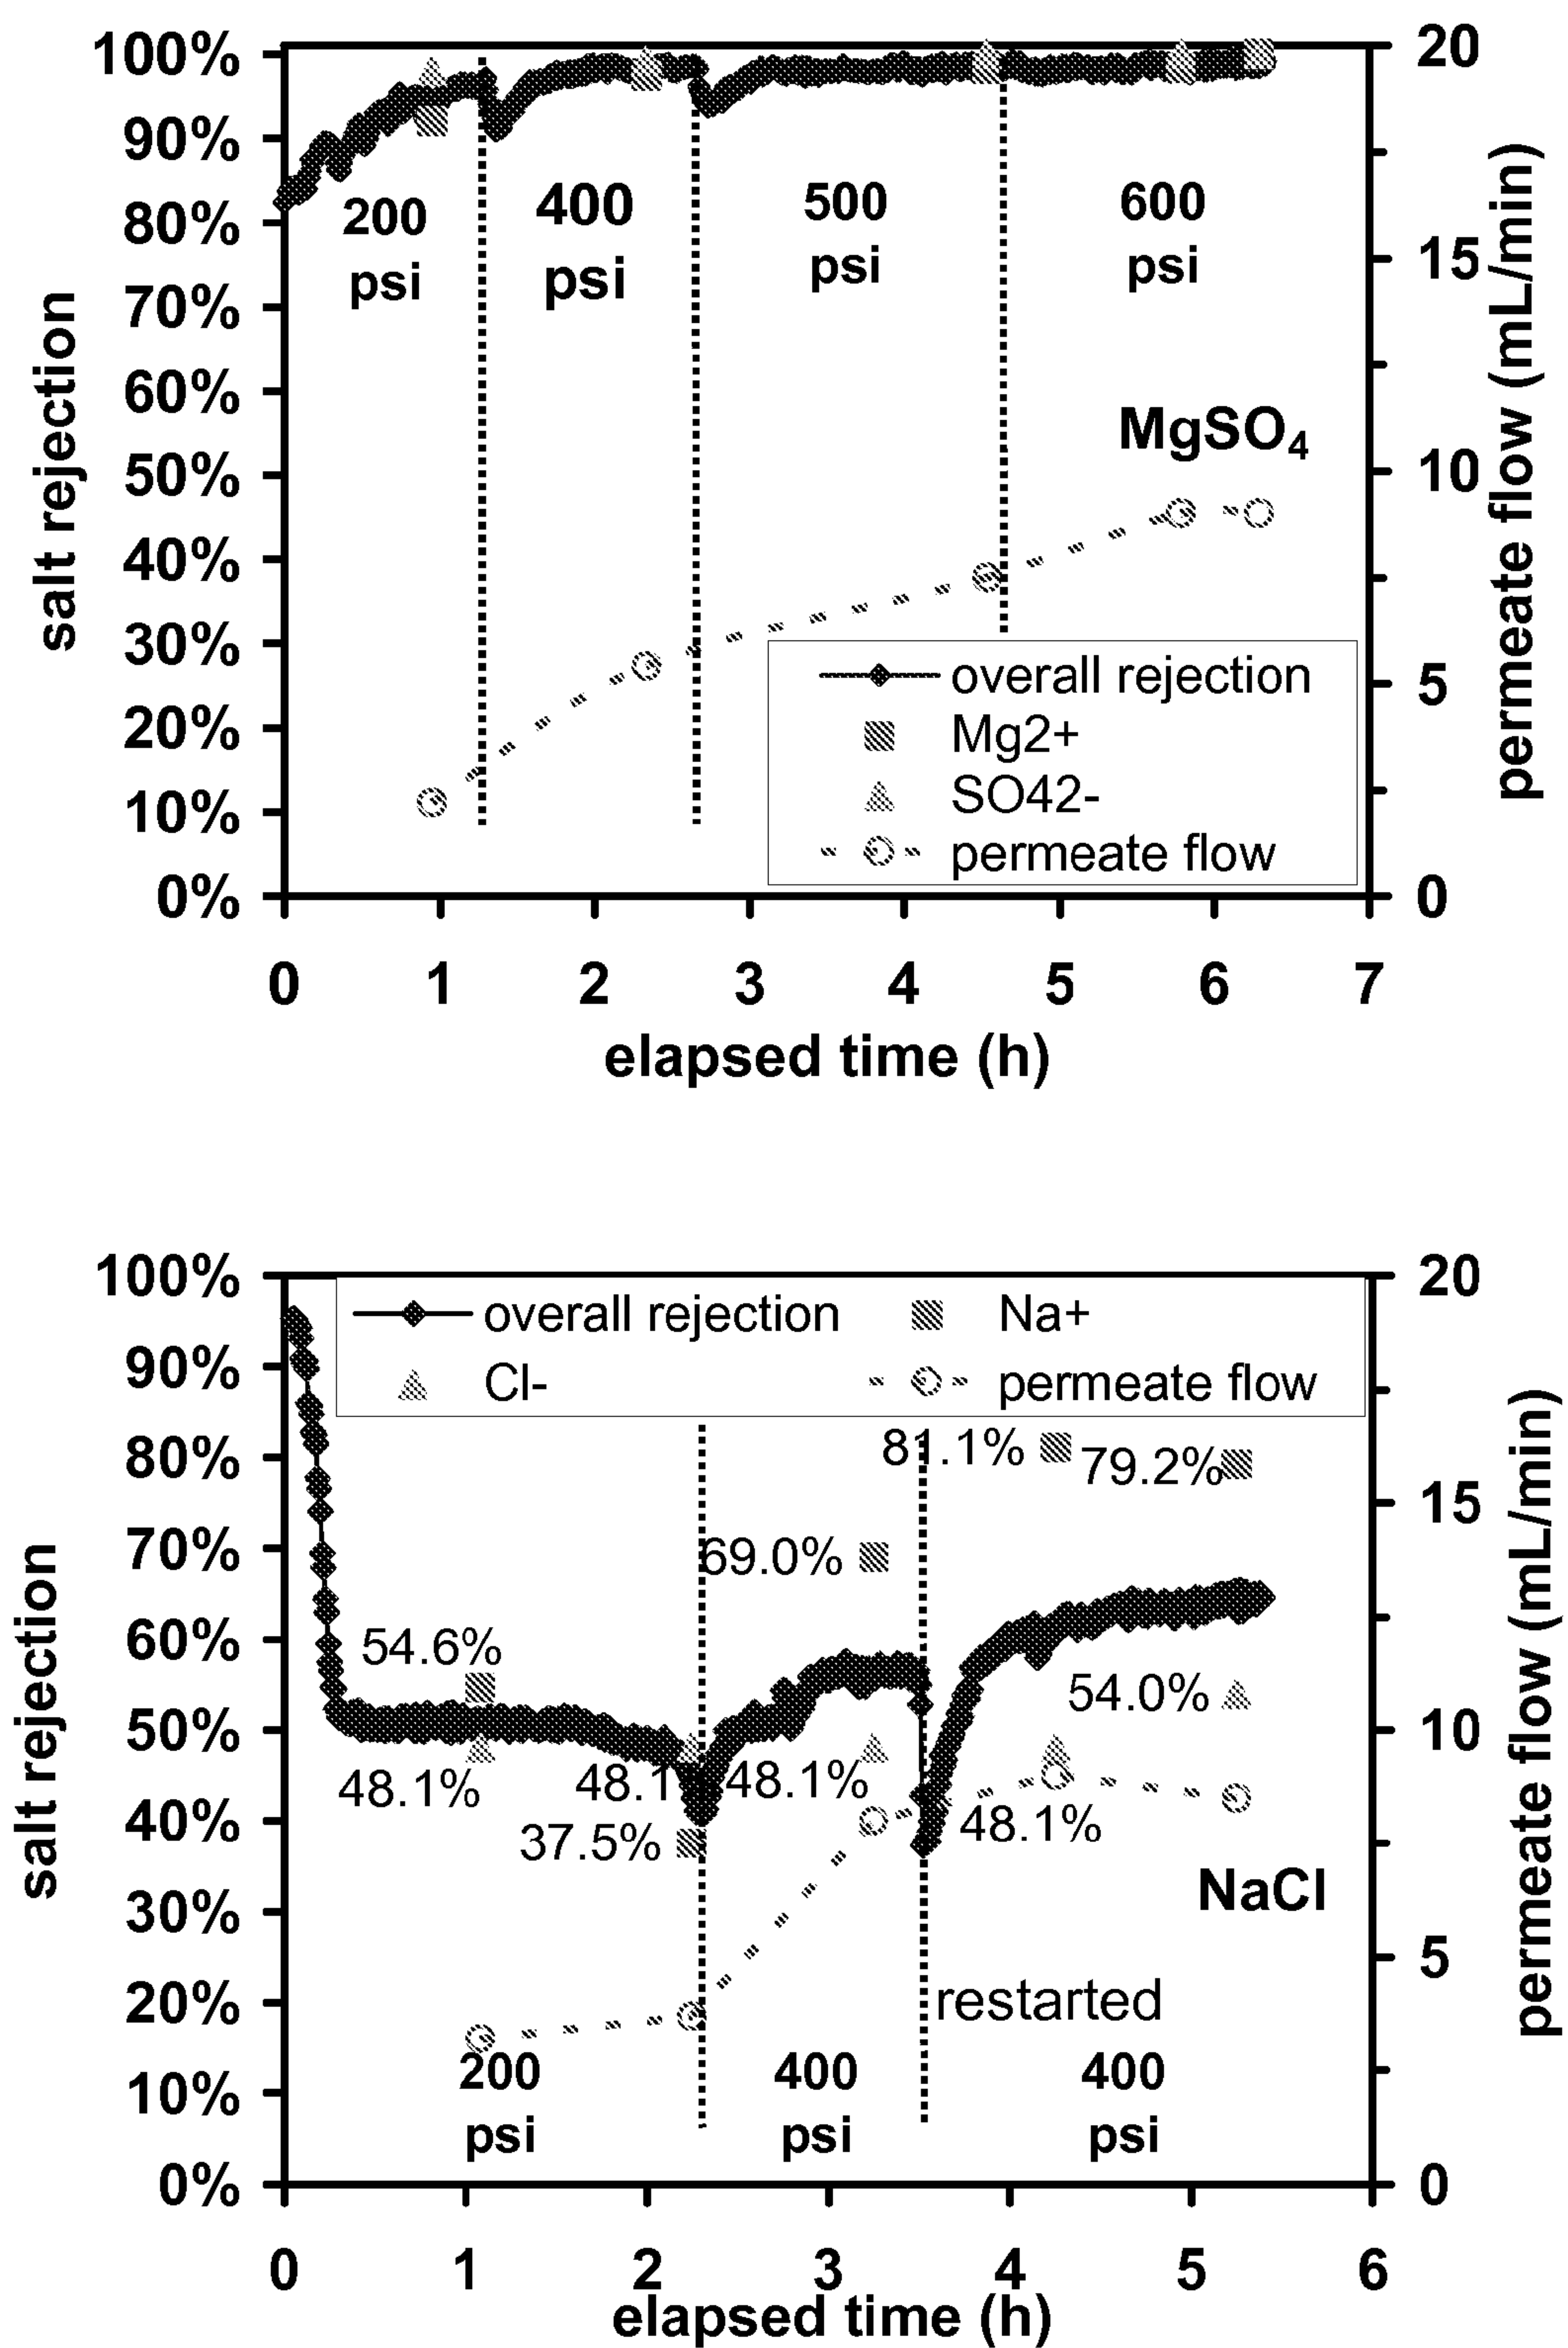 100%
90%
80%
70%
60%
50%
40%
30%
20%
10%
0%
salt rejection
20
15
10
5
0
permeate flow (mL/min)
200
psi
400
psi
500
psi
600
psi
MgSO₄
overall rejection
Mg2+
SO42-
permeate flow
0 1 2 3 4 5 6 7
elapsed time (h)
100%
90%
80%
70%
60%
50%
40%
30%
20%
10%
0%
salt rejection
20
15
10
5
0
permeate flow (mL/min)
overall rejection Na+
Cl- permeate flow
81.1%
79.2%
69.0%
54.6%
54.0%
48.1%
48.1
48.1%
48.1%
37.5%
NaCl
restarted
200
psi
400
psi
400
psi
0 1 2 3 4 5 6
elapsed time (h)